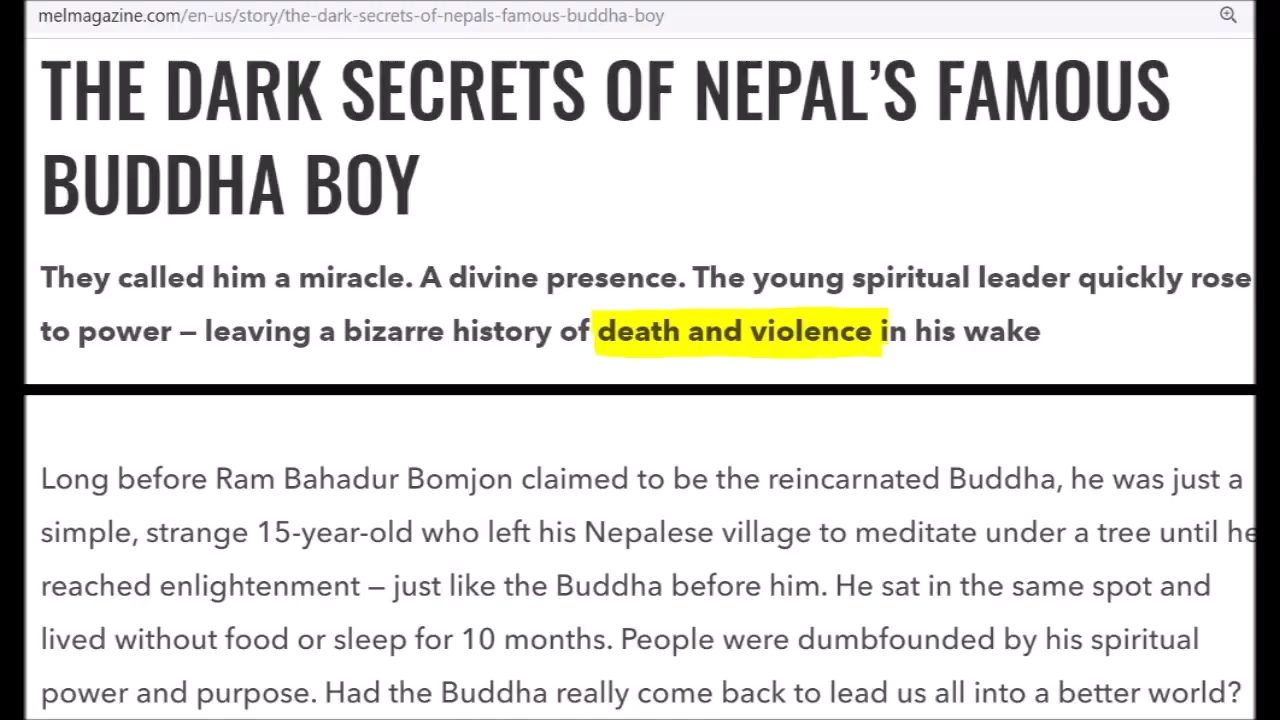 melmagazine.com/en-us/story/the-dark-secrets-of-nepals-famous-buddha-boy
THE DARK SECRETS OF NEPAL'S FAMOUS
BUDDHA BOY
They called him a miracle. A divine presence. The young spiritual leader quickly rose
to power – leaving a bizarre history of death and violence in his wake
Long before Ram Bahadur Bomjon claimed to be the reincarnated Buddha, he was just a
simple, strange 15-year-old who left his Nepalese village to meditate under a tree until he
reached enlightenment – just like the Buddha before him. He sat in the same spot and
lived without food or sleep for 10 months. People were dumbfounded by his spiritual
power and purpose. Had the Buddha really come back to lead us all into a better world?